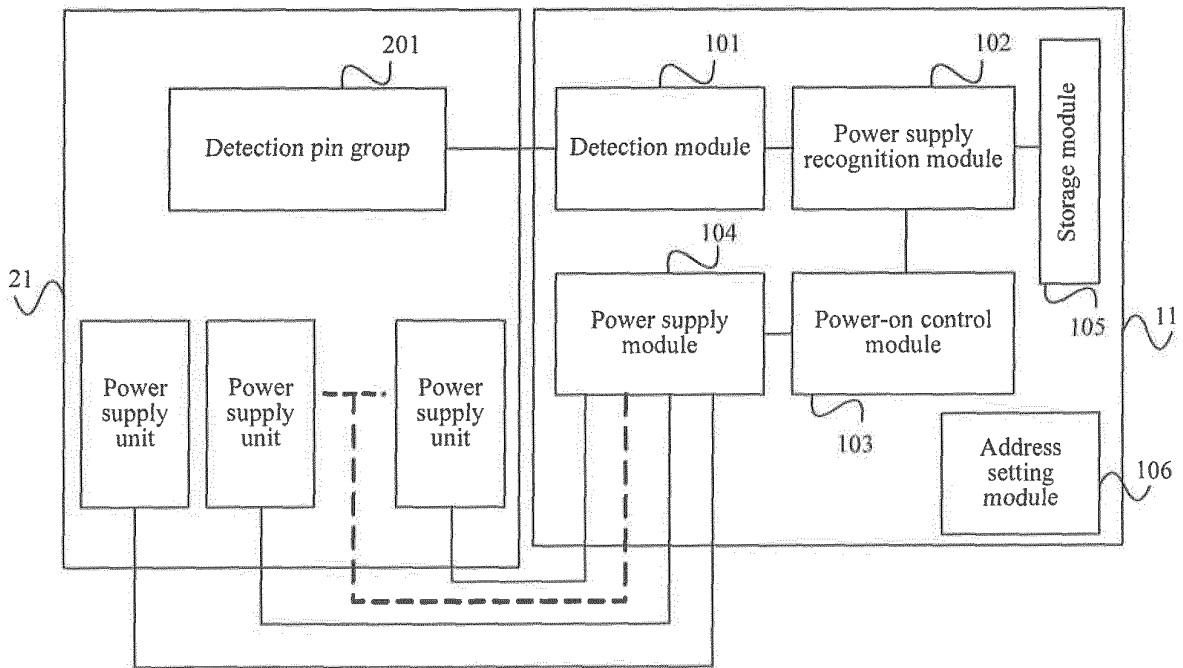 201
101
102
Detection pin group
Detection module
Power supply
recognition module
Storage module
104
21
Power supply
module
Power-on control
module
105
11
Power
supply
unit
Power
supply
unit
Power
supply
unit
103
Address
setting
module
106